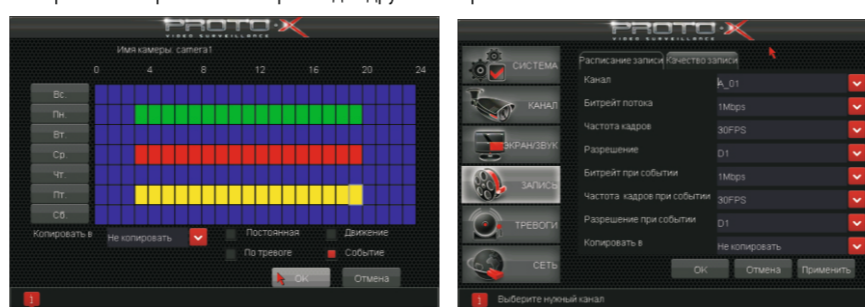 PROTO-X
VIDEO SURVEILLANCE
Имя камеры: camera1
0 4 8 12 16 20 24
Вс.
Пн.
Вт.
Ср.
Чт.
Пт.
Сб.
Копировать в Не копировать Постоянная Движение
По тревоге Событие
OK Отмена
1
PROTO-X
VIDEO SURVEILLANCE
СИСТЕМА
КАНАЛ
ЭКРАН/ЗВУК
ЗАПИСЬ
ТРЕВОГИ
СЕТЬ
Расписание записи Качество записи
Канал A_01
Битрейт потока 1Mbps
Частота кадров 30FPS
Разрешение D1
Битрейт при событии 1Mbps
Частота кадров при событии 30FPS
Разрешение при событии D1
Копировать в Не копировать
OK Отмена Применить
1 Выберите нужный канал